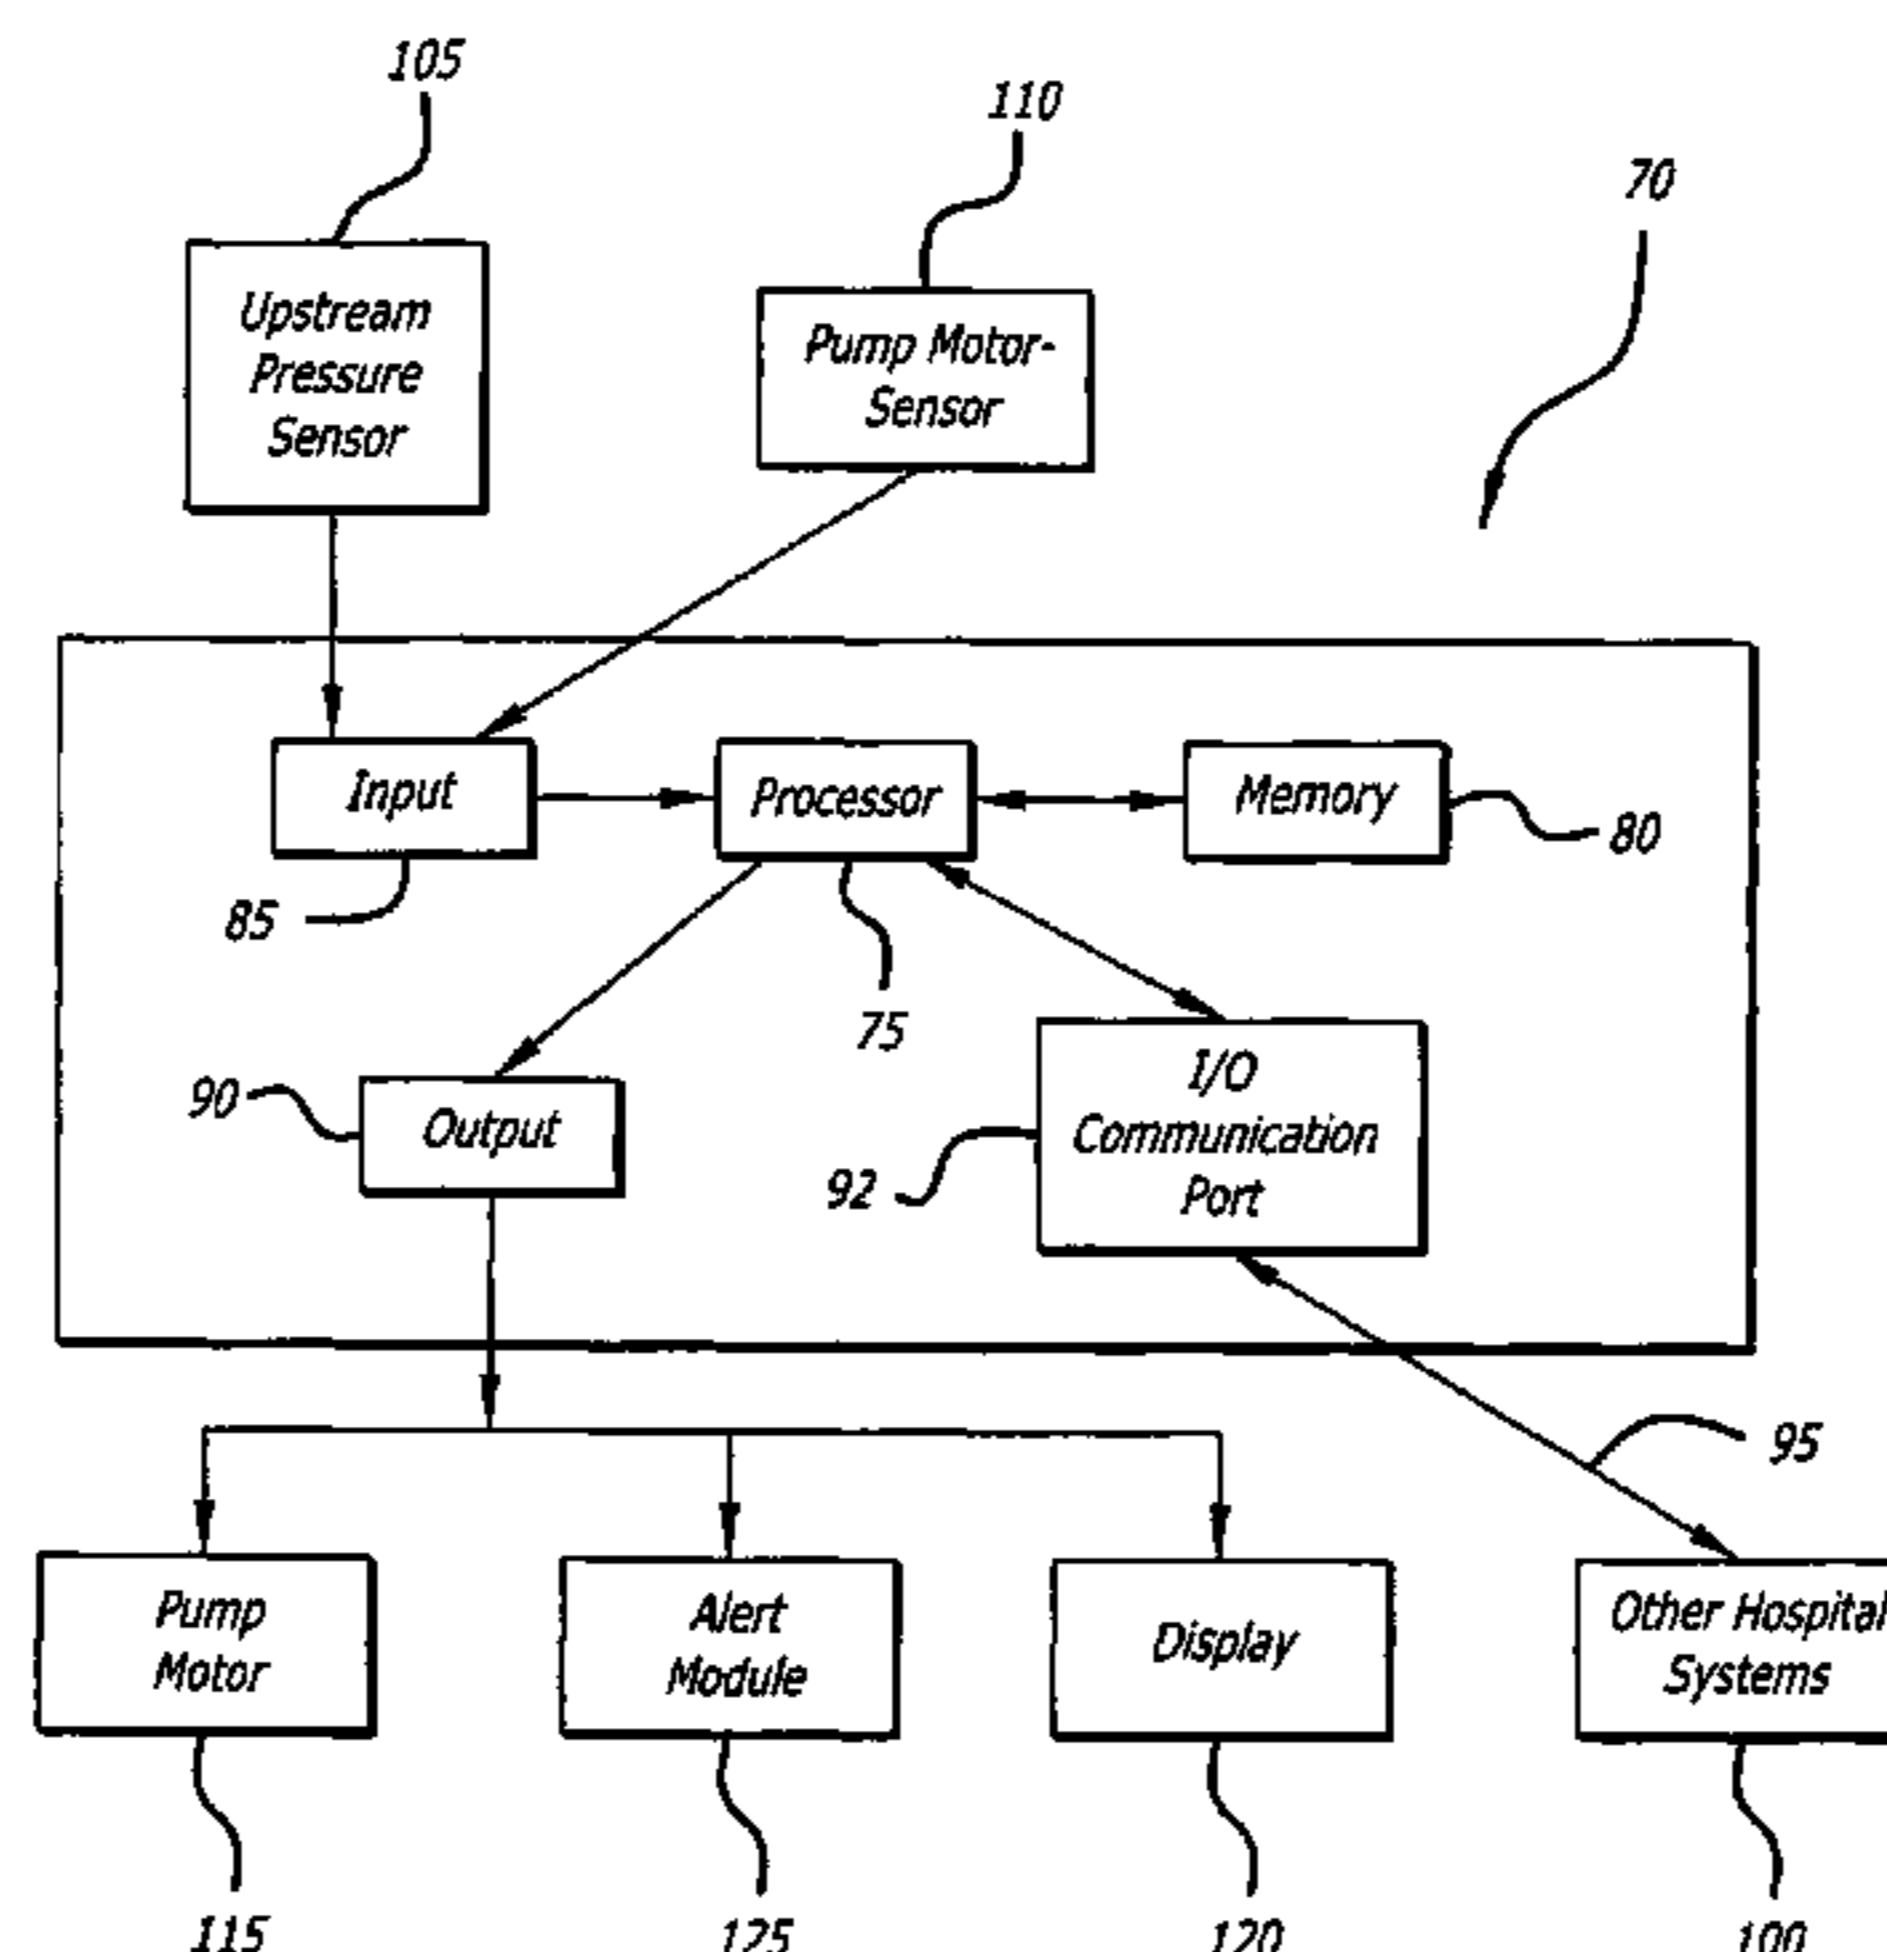 105
110
70
Upstream
Pressure
Sensor
Pump Motor-
Sensor
Input
Processor
Memory
80
85
75
90
Output
I/O
Communication
Port
92
95
Pump
Motor
Alert
Module
Display
Other Hospital
Systems
115
125
120
100